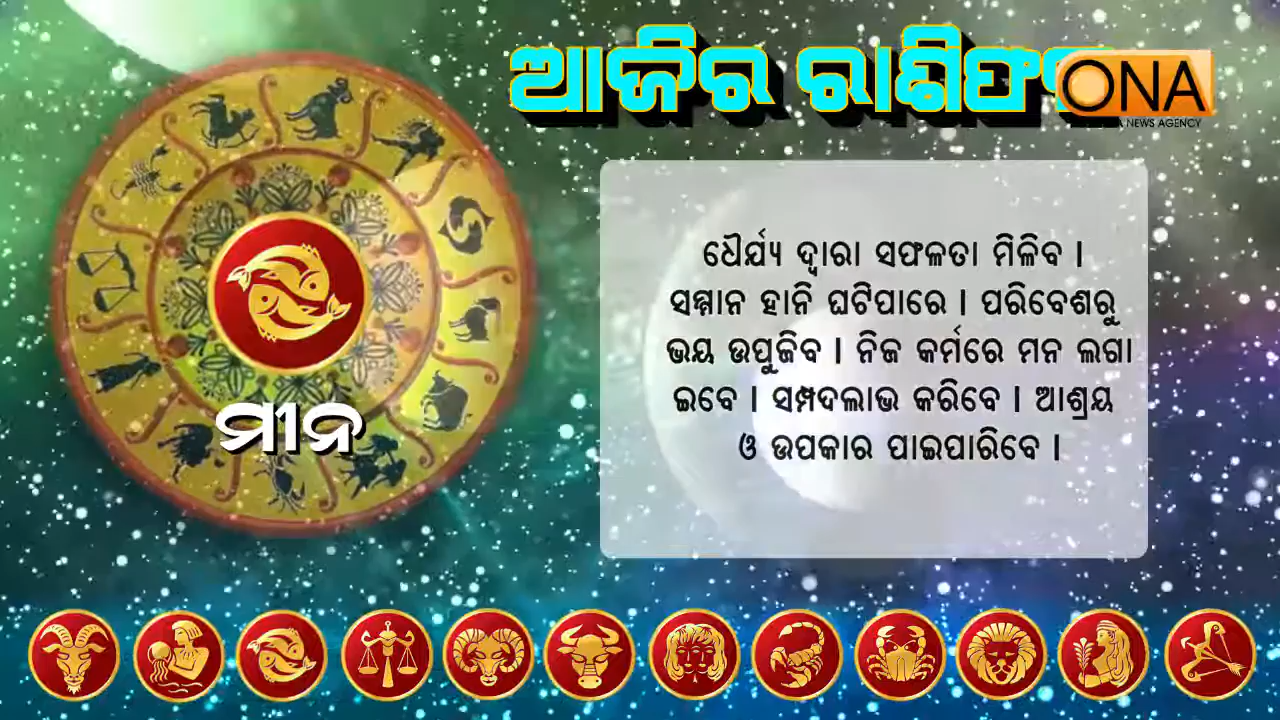 ଆଜିର
ONA
A NEWS AGENCY
ଧୈର୍ଯ୍ୟ ଦ୍ୱାରା ସଫଳତା ମିଳିବ ।
ସମ୍ମାନ ହାନି ଘଟିପାରେ । ପରିବେଶରୁ
ଭୟ ଉପୁଜିବ । ନିଜ କର୍ମରେ ମନ ଲଗା
ଇବେ । ସମ୍ପଦଲାଭ କରିବେ । ଆଶ୍ରୟ
ଓ ଉପକାର ପାଇପାରିବେ ।
ମୀନ